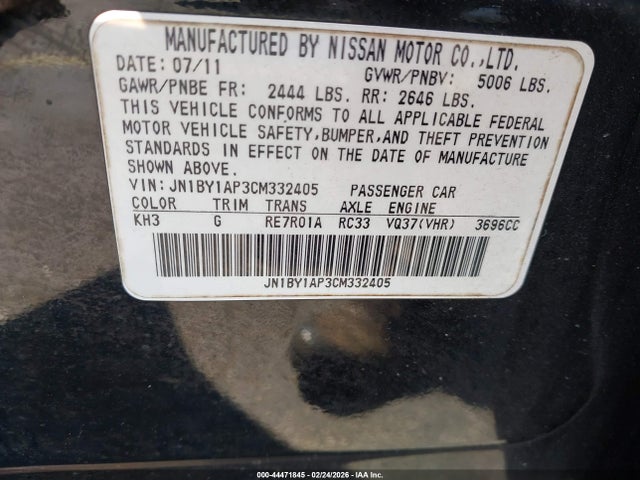 MANUFACTURED BY NISSAN MOTOR CO.,LTD.
DATE: 07/11 GVWR/PNBV: 5006 LBS.
GAWR/PNBE FR: 2444 LBS. RR: 2646 LBS.
THIS VEHICLE CONFORMS TO ALL APPLICABLE FEDERAL
MOTOR VEHICLE SAFETY,BUMPER,AND THEFT PREVENTION
STANDARDS IN EFFECT ON THE DATE OF MANUFACTURE
SHOWN ABOVE.
VIN: JN1BY1AP3CM332405 PASSENGER CAR
COLOR TRIM TRANS AXLE ENGINE
KH3 G RE7R01A RC33 VQ37(VHR) 3696CC
JN1BY1AP3CM332405
000-44471845 - 02/24/2026 - IAA Inc.